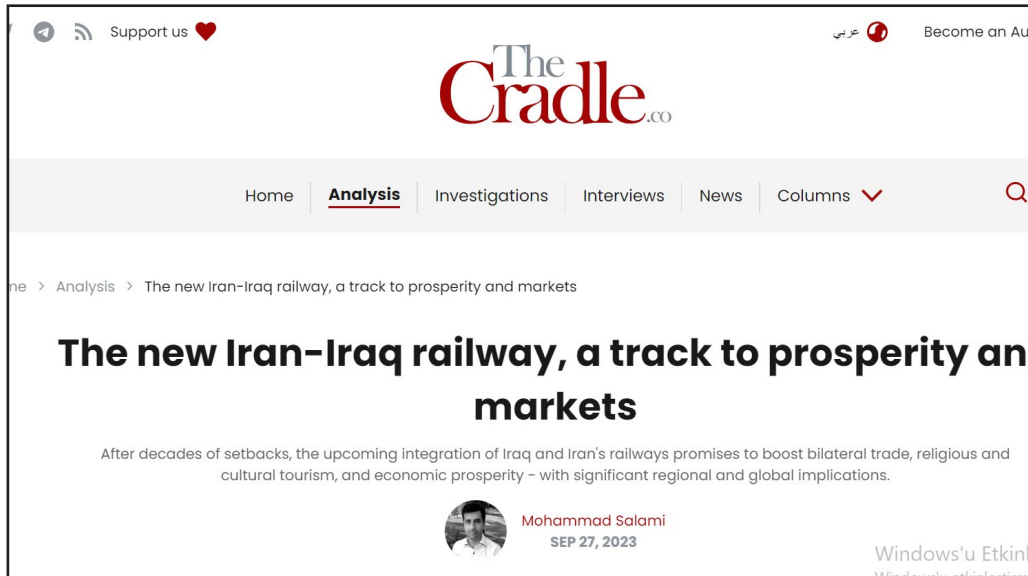 Support us
عربي
Become an Au
The
Cradle.co
Home Analysis Investigations Interviews News Columns
me > Analysis > The new Iran-Iraq railway, a track to prosperity and markets
The new Iran-Iraq railway, a track to prosperity an
markets
After decades of setbacks, the upcoming integration of Iraq and Iran's railways promises to boost bilateral trade, religious and
cultural tourism, and economic prosperity - with significant regional and global implications.
Mohammad Salami
SEP 27, 2023
Windows'u Etkinl